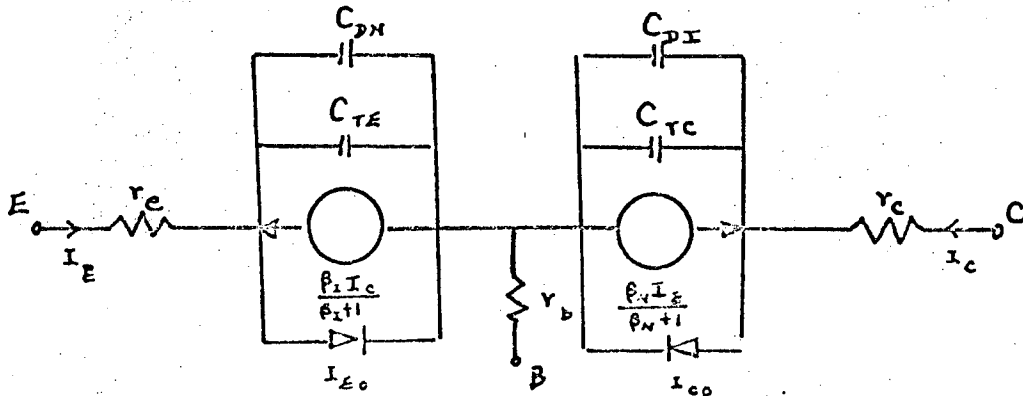 C_DN
C_DI
C_TE
C_TC
E
r_e
r_c
C
I_E
I_C
β_I I_C
β_I+1
r_b
β_N I_E
β_N+1
I_EO
B
I_CO